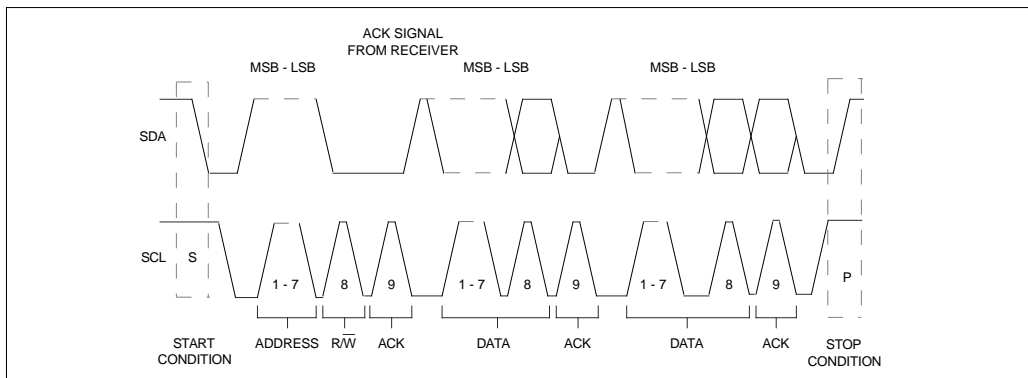 ACK SIGNAL
FROM RECEIVER
MSB - LSB
MSB - LSB
MSB - LSB
SDA
SCL
S
1 - 7
8
9
1 - 7
8
9
1 - 7
8
9
P
START
CONDITION
ADDRESS
R/W̅
ACK
DATA
ACK
DATA
ACK
STOP
CONDITION